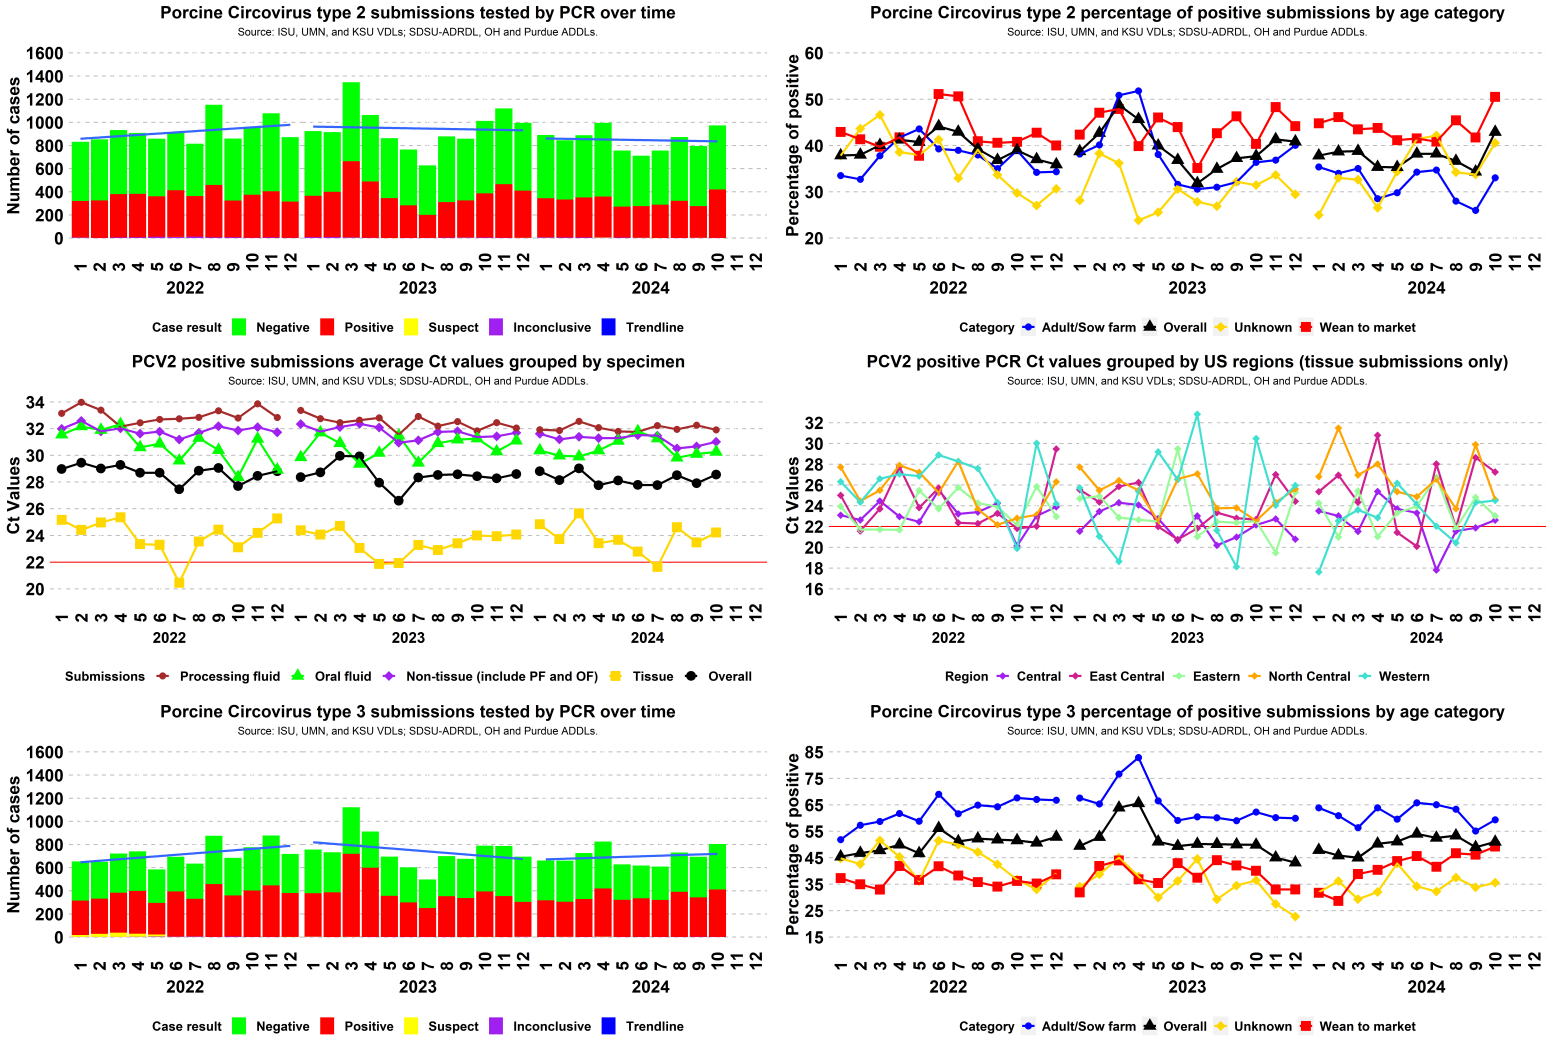 Porcine Circovirus type 2 submissions tested by PCR over time
Source: ISU, UMN, and KSU VDLs; SDSU-ADRDL, OH and Purdue ADDLs.
Number of cases
1600
1400
1200
1000
800
600
400
200
0
1 2 3 4 5 6 7 8 9 10 11 12 1 2 3 4 5 6 7 8 9 10 11 12 1 2 3 4 5 6 7 8 9 10 11 12
2022 2023 2024
Case result Negative Positive Suspect Inconclusive Trendline
Porcine Circovirus type 2 percentage of positive submissions by age category
Source: ISU, UMN, and KSU VDLs; SDSU-ADRDL, OH and Purdue ADDLs.
Percentage of positive
60
50
40
30
20
1 2 3 4 5 6 7 8 9 10 11 12 1 2 3 4 5 6 7 8 9 10 11 12 1 2 3 4 5 6 7 8 9 10 11 12
2022 2023 2024
Category Adult/Sow farm Overall Unknown Wean to market
PCV2 positive submissions average Ct values grouped by specimen
Source: ISU, UMN, and KSU VDLs; SDSU-ADRDL, OH and Purdue ADDLs.
Ct Values
34
32
30
28
26
24
22
20
1 2 3 4 5 6 7 8 9 10 11 12 1 2 3 4 5 6 7 8 9 10 11 12 1 2 3 4 5 6 7 8 9 10 11 12
2022 2023 2024
Submissions Processing fluid Oral fluid Non-tissue (include PF and OF) Tissue Overall
PCV2 positive PCR Ct values grouped by US regions (tissue submissions only)
Source: ISU, UMN, and KSU VDLs; SDSU-ADRDL, OH and Purdue ADDLs.
Ct Values
32
30
28
26
24
22
20
18
16
1 2 3 4 5 6 7 8 9 10 11 12 1 2 3 4 5 6 7 8 9 10 11 12 1 2 3 4 5 6 7 8 9 10 11 12
2022 2023 2024
Region Central East Central Eastern North Central Western
Porcine Circovirus type 3 submissions tested by PCR over time
Source: ISU, UMN, and KSU VDLs; SDSU-ADRDL, OH and Purdue ADDLs.
Number of cases
1600
1400
1200
1000
800
600
400
200
0
1 2 3 4 5 6 7 8 9 10 11 12 1 2 3 4 5 6 7 8 9 10 11 12 1 2 3 4 5 6 7 8 9 10 11 12
2022 2023 2024
Case result Negative Positive Suspect Inconclusive Trendline
Porcine Circovirus type 3 percentage of positive submissions by age category
Source: ISU, UMN, and KSU VDLs; SDSU-ADRDL, OH and Purdue ADDLs.
Percentage of positive
85
75
65
55
45
35
25
15
1 2 3 4 5 6 7 8 9 10 11 12 1 2 3 4 5 6 7 8 9 10 11 12 1 2 3 4 5 6 7 8 9 10 11 12
2022 2023 2024
Category Adult/Sow farm Overall Unknown Wean to market